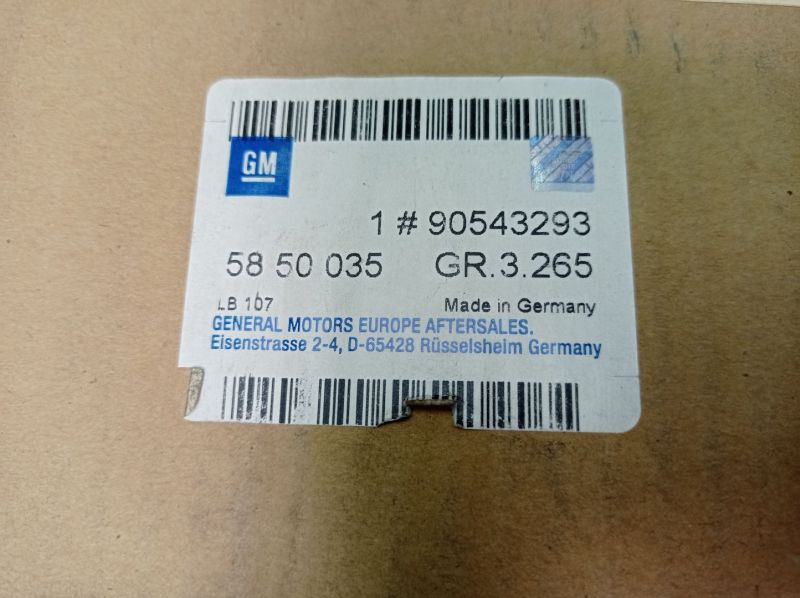 GM
1 # 90543293
58 50 035 GR.3.265
LB 107 Made in Germany
GENERAL MOTORS EUROPE AFTERSALES.
Eisenstrasse 2-4, D-65428 Rüsselsheim Germany